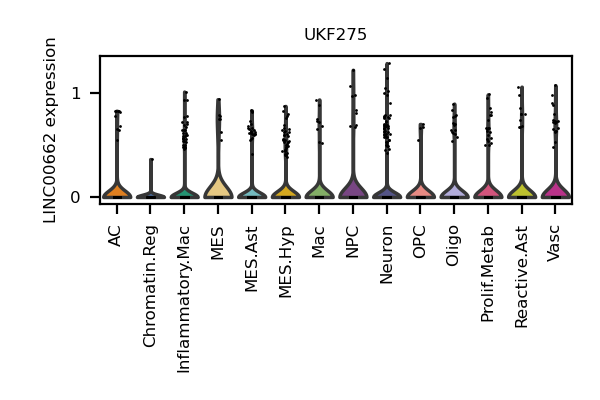 UKF275
LINC00662 expression
1
0
AC
Chromatin.Reg
Inflammatory.Mac
MES
MES.Ast
MES.Hyp
Mac
NPC
Neuron
OPC
Oligo
Prolif.Metab
Reactive.Ast
Vasc